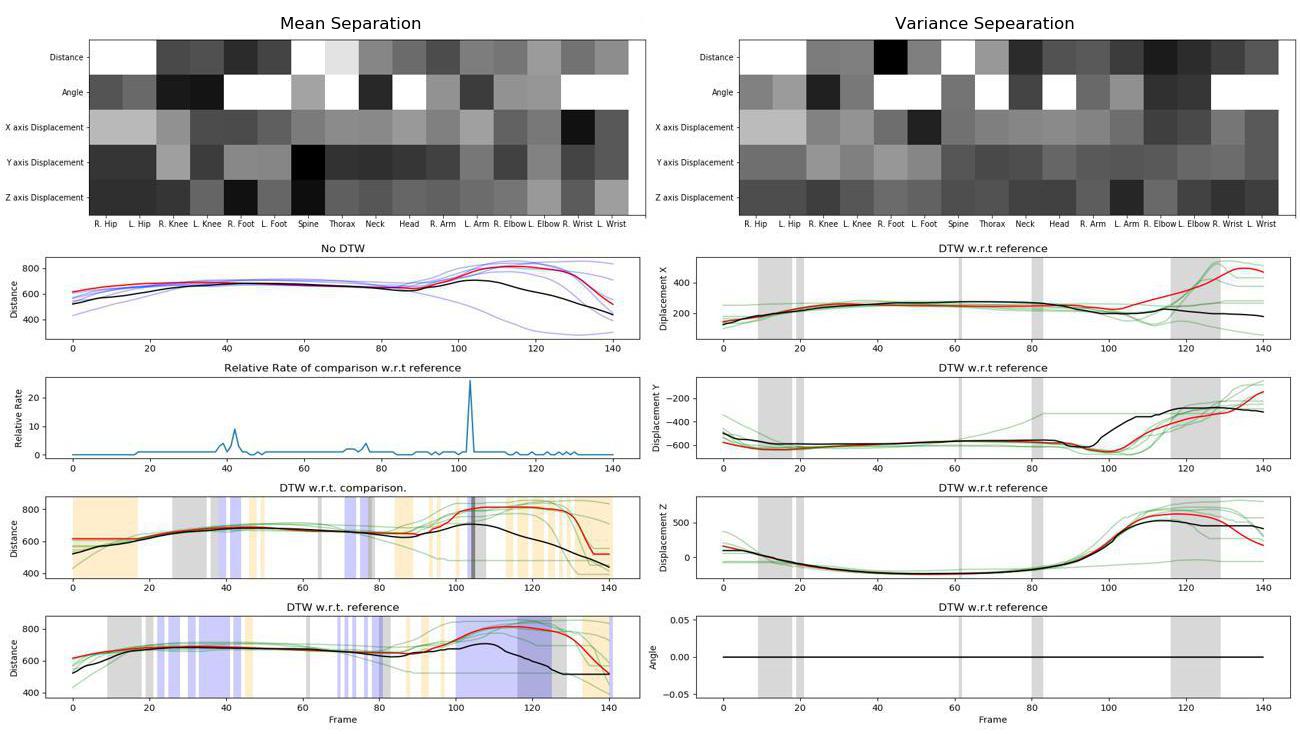 Mean Separation
Distance
Angle
X axis Displacement
Y axis Displacement
Z axis Displacement
R. Hip L. Hip R. Knee L. Knee R. Foot L. Foot Spine Thorax Neck Head R. Arm L. Arm R. Elbow L. Elbow R. Wrist L. Wrist
Variance Sepearation
Distance
Angle
X axis Displacement
Y axis Displacement
Z axis Displacement
R. Hip L. Hip R. Knee L. Knee R. Foot L. Foot Spine Thorax Neck Head R. Arm L. Arm R. Elbow L. Elbow R. Wrist L. Wrist
No DTW
Distance
800
600
400
0 20 40 60 80 100 120 140
Relative Rate of comparison w.r.t reference
Relative Rate
20
10
0
0 20 40 60 80 100 120 140
DTW w.r.t. comparison.
Distance
800
600
400
0 20 40 60 80 100 120 140
DTW w.r.t. reference
Distance
800
600
400
0 20 40 60 80 100 120 140
Frame
DTW w.r.t reference
Diplacement X
400
200
0 20 40 60 80 100 120 140
DTW w.r.t reference
Displacement Y
−200
−400
−600
0 20 40 60 80 100 120 140
DTW w.r.t reference
Displacement Z
500
0
0 20 40 60 80 100 120 140
DTW w.r.t reference
Angle
0.05
0.00
−0.05
0 20 40 60 80 100 120 140
Frame